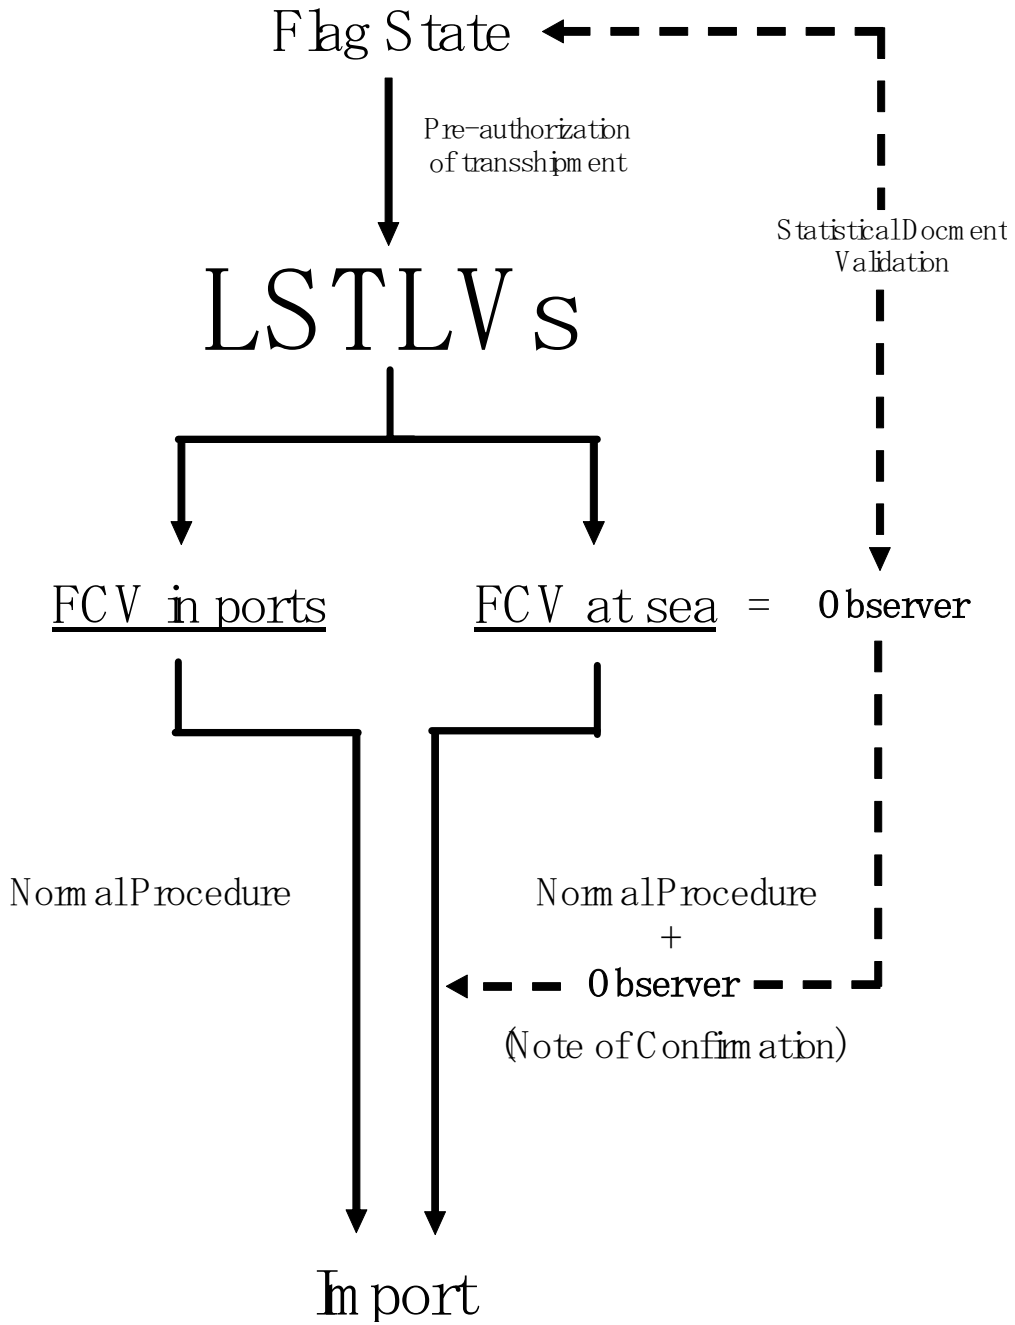 Flag State
Pre-authorization
of transshipment
Statistical Docment
Validation
LSTLVs
FCV in ports
FCV at sea = Observer
Normal Procedure
Normal Procedure
+
Observer
(Note of Confirmation)
Import